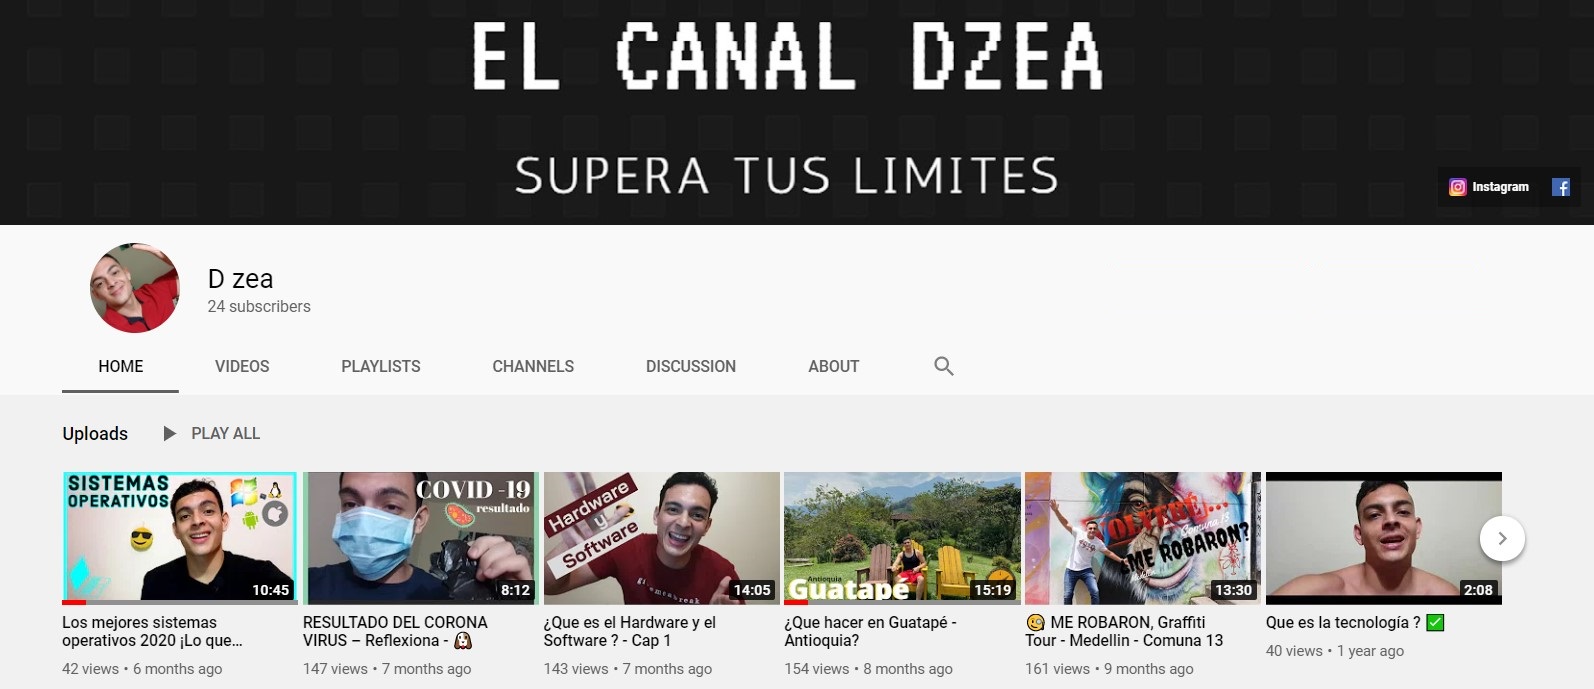 EL CANAL DZEA
SUPERA TUS LIMITES
Instagram
D zea
24 subscribers
HOME VIDEOS PLAYLISTS CHANNELS DISCUSSION ABOUT
Uploads PLAY ALL
SISTEMAS
OPERATIVOS
10:45
COVID -19
resultado
8:12
Hardware
y
Software
14:05
Antioquia
Guatapé
15:19
Comuna 13
ME ROBARON?
13:30
2:08
Los mejores sistemas
operativos 2020 ¡Lo que...
42 views • 6 months ago
RESULTADO DEL CORONA
VIRUS – Reflexiona - 🐶
147 views • 7 months ago
¿Que es el Hardware y el
Software ? - Cap 1
143 views • 7 months ago
¿Que hacer en Guatapé -
Antioquia?
154 views • 8 months ago
🧐 ME ROBARON, Graffiti
Tour - Medellin - Comuna 13
161 views • 9 months ago
Que es la tecnología ? ✅
40 views • 1 year ago